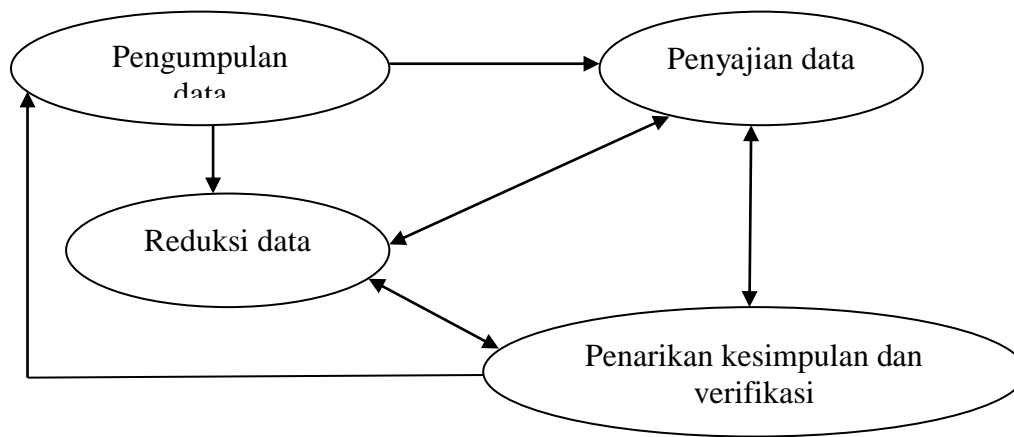 Pengumpulan
data
Penyajian data
Reduksi data
Penarikan kesimpulan dan
verifikasi